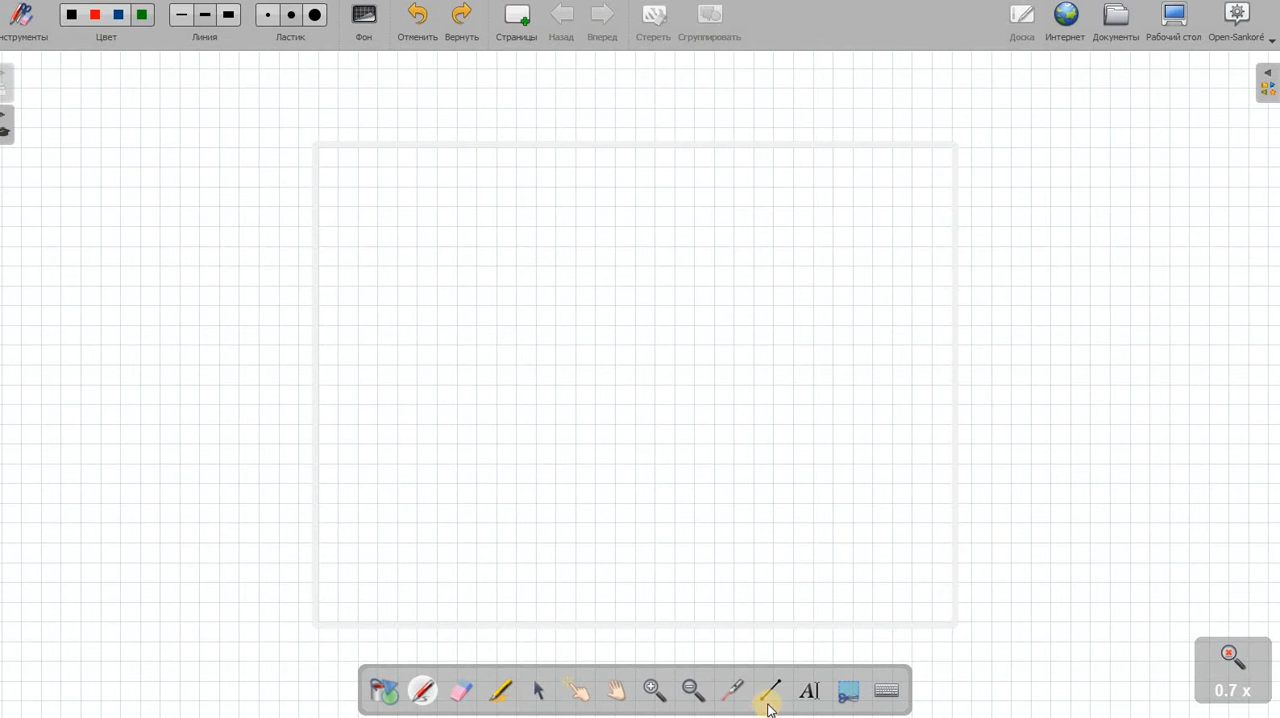 нструменты
Цвет
Линия
Ластик
Фон
Отменить
Вернуть
Страницы
Назад
Вперед
Стереть
Сгруппировать
Доска
Интернет
Документы
Рабочий стол
Open-Sankoré
AI
0.7 x